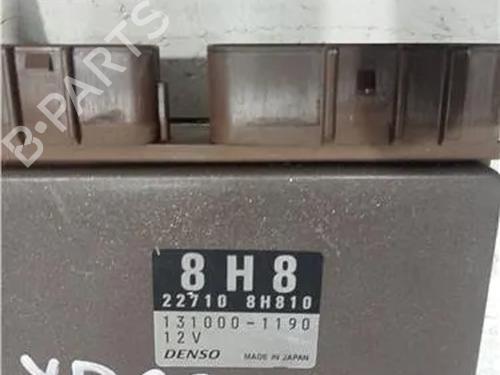 B-PARTS
8H8
22710 8H810
131000-1190
12V
DENSO MADE IN JAPAN